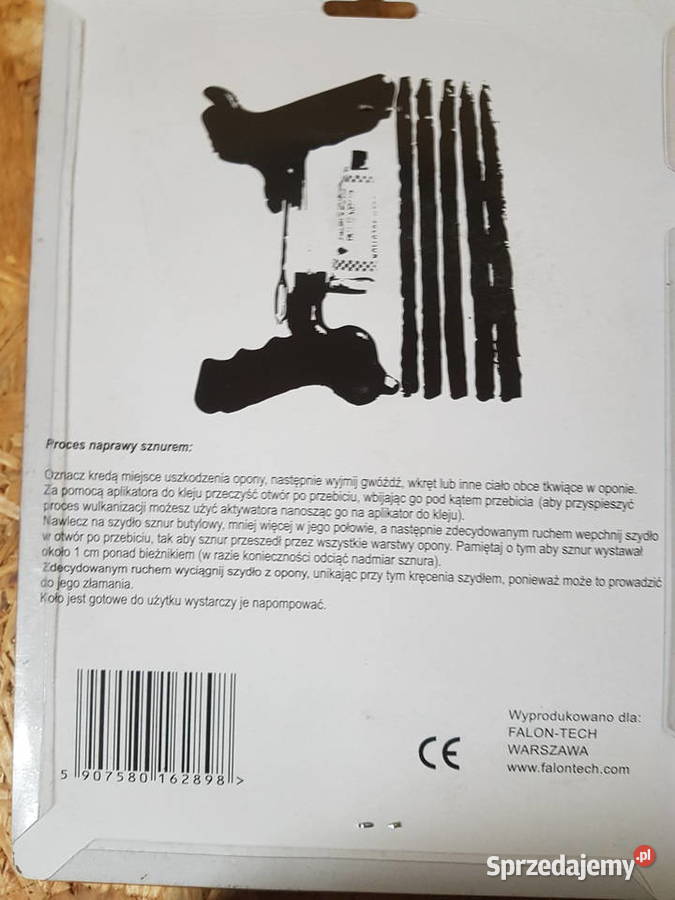 Proces naprawy sznurem:
Oznacz kredą miejsce uszkodzenia opony, następnie wyjmij gwóźdź, wkręt lub inne ciało obce tkwiące w oponie.
Za pomocą aplikatora do kleju przeczyść otwór po przebiciu, wbijając go pod kątem przebicia (aby przyspieszyć
proces wulkanizacji możesz użyć aktywatora nanosząc go na aplikator do kleju).
Nawlecz na szydło sznur butylowy, mniej więcej w jego połowie, a następnie zdecydowanym ruchem wepchnij szydło
w otwór po przebiciu, tak aby sznur przeszedł przez wszystkie warstwy opony. Pamiętaj o tym aby sznur wystawał
około 1 cm ponad bieżnikiem (w razie konieczności odciąć nadmiar sznura).
Zdecydowanym ruchem wyciągnij szydło z opony, unikając przy tym kręcenia szydłem, ponieważ może to prowadzić
do jego złamania.
Koło jest gotowe do użytku wystarczy je napompować.
5 907580 162898 >
CE
Wyprodukowano dla:
FALON-TECH
WARSZAWA
www.falontech.com
Sprzedajemy.pl